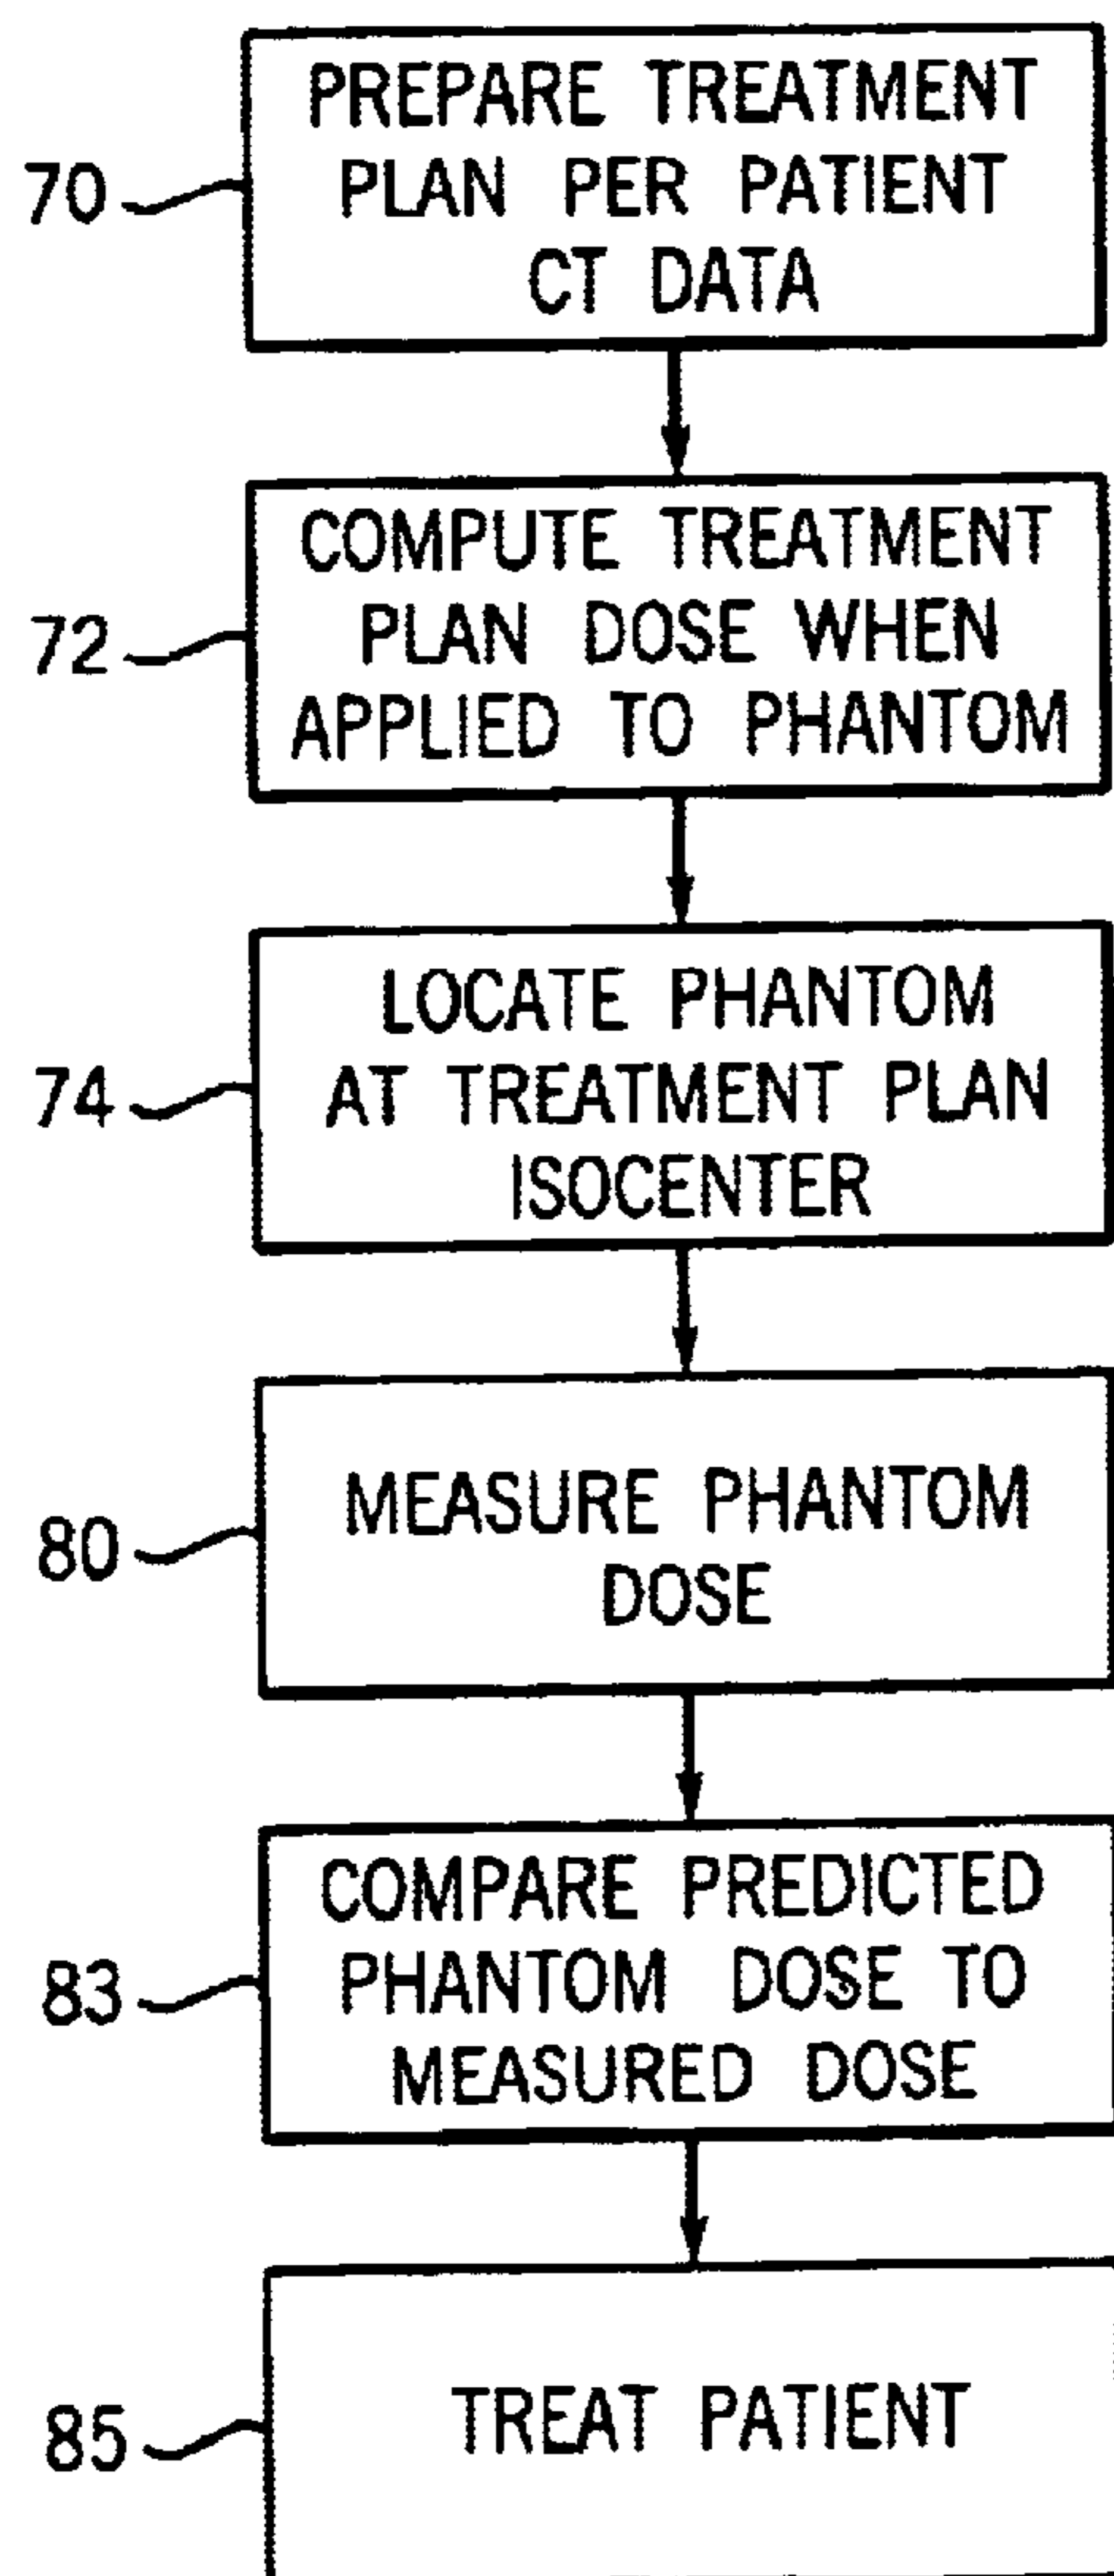 PREPARE TREATMENT
PLAN PER PATIENT
CT DATA
70
COMPUTE TREATMENT
PLAN DOSE WHEN
APPLIED TO PHANTOM
72
LOCATE PHANTOM
AT TREATMENT PLAN
ISOCENTER
74
MEASURE PHANTOM
DOSE
80
COMPARE PREDICTED
PHANTOM DOSE TO
MEASURED DOSE
83
TREAT PATIENT
85